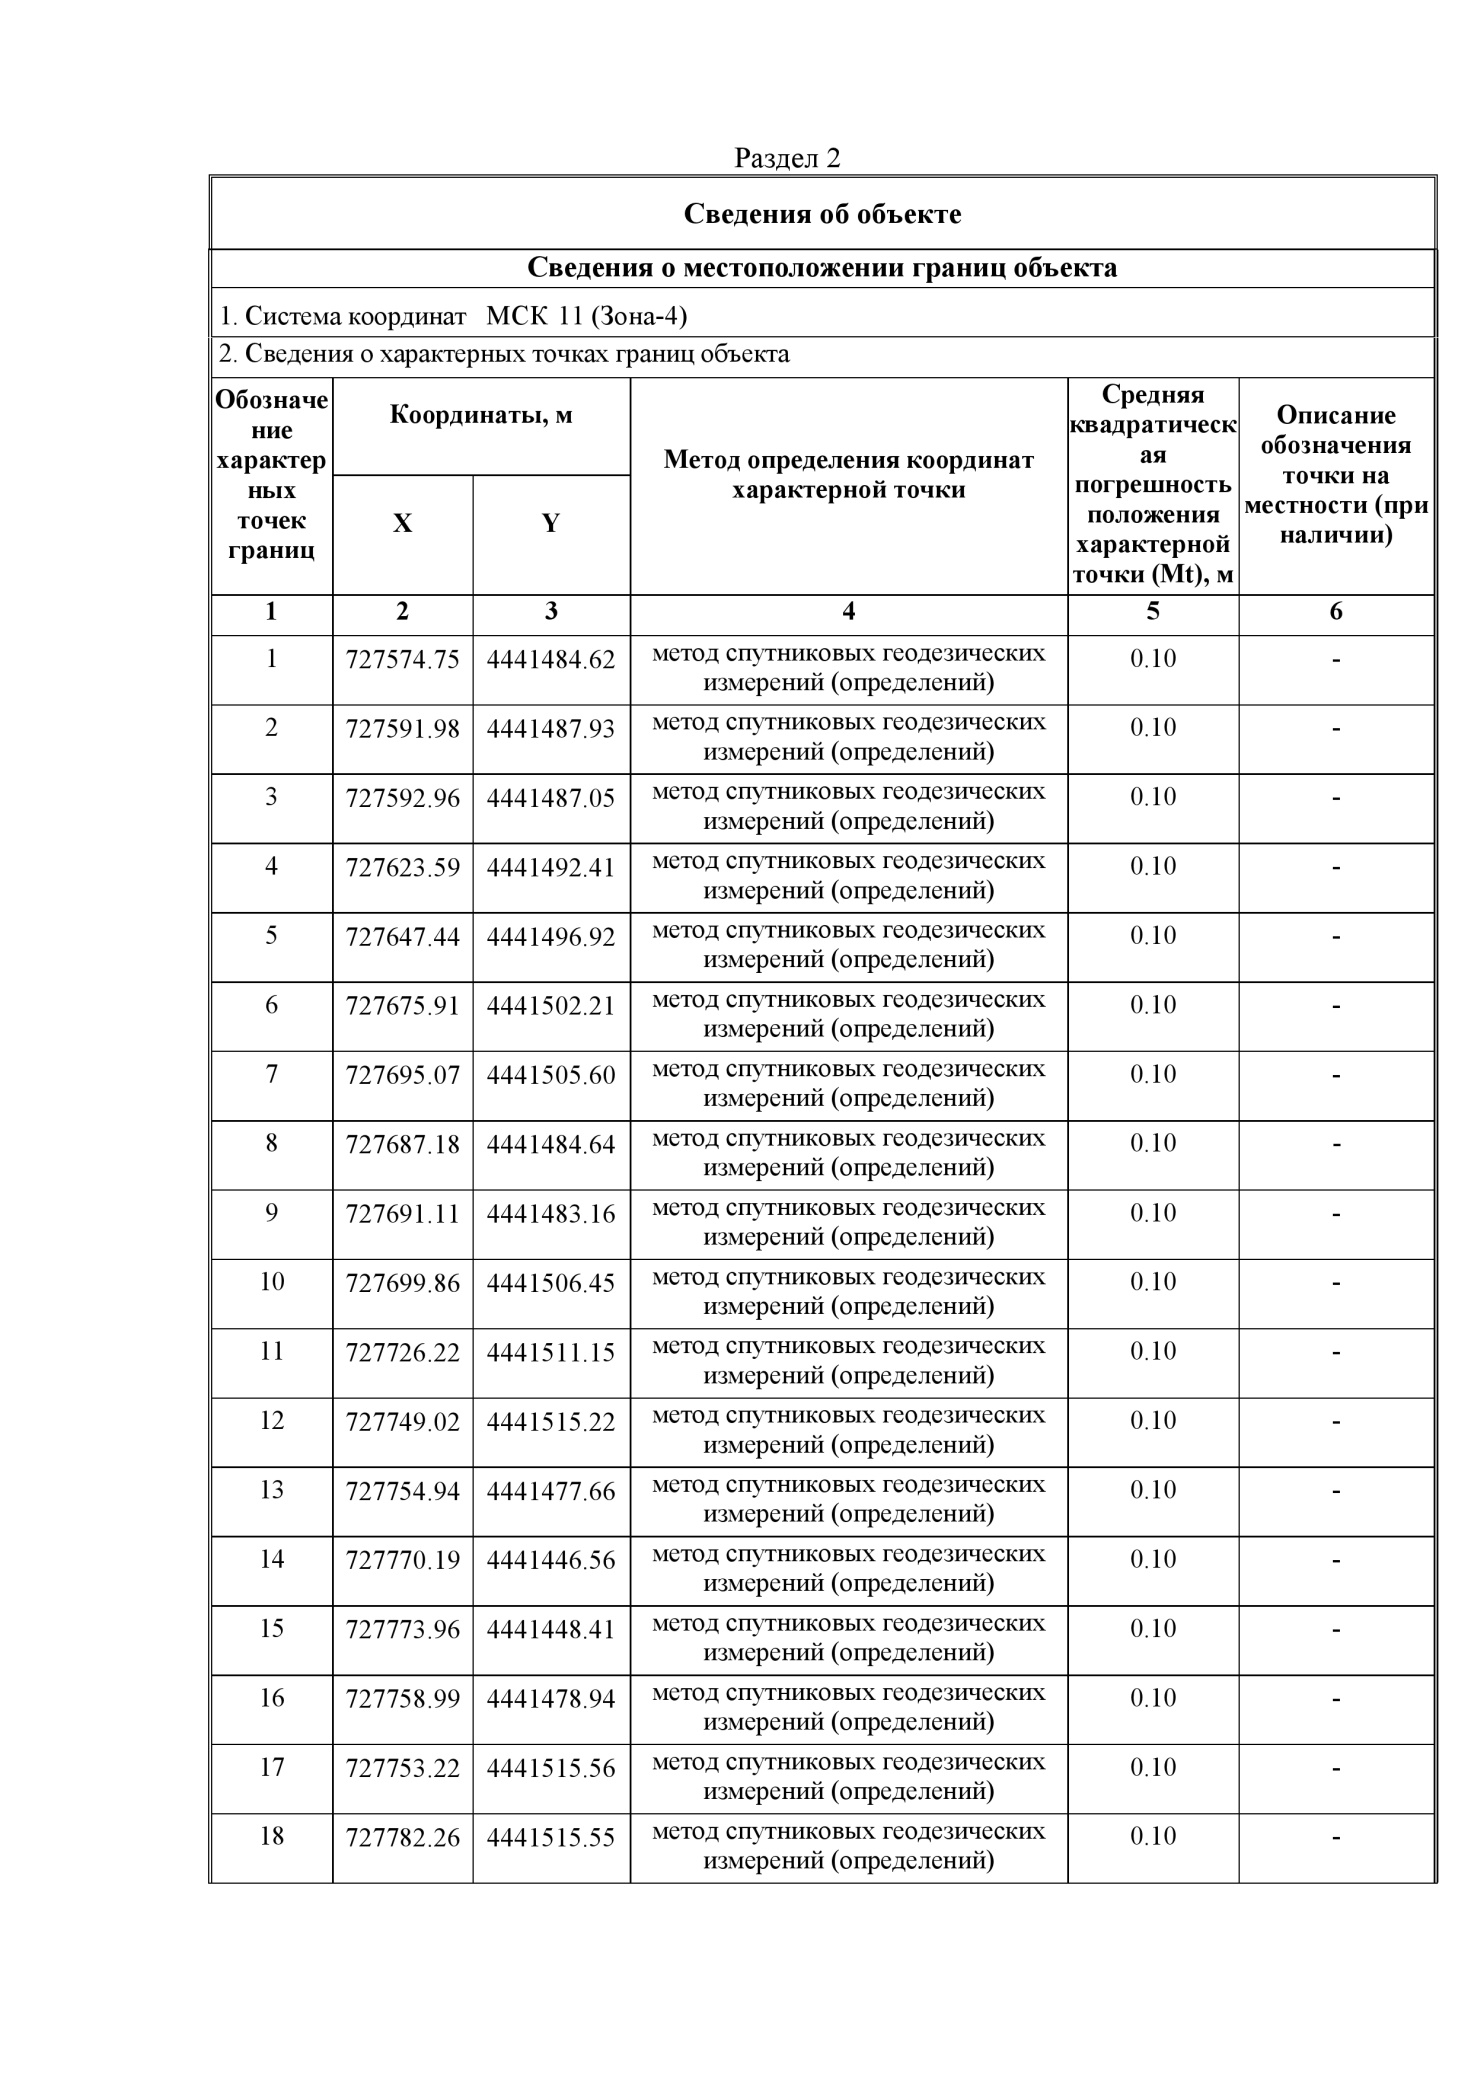 Раздел 2
Сведения об объекте
Сведения о местоположении границ объекта
1. Система координат МСК 11 (Зона-4)
2. Сведения о характерных точках границ объекта
Обозначе
ние
характер
ных
точек
границ
Координаты, м
X
Y
Метод определения координат
характерной точки
Средняя
квадратическ
ая
погрешность
положения
характерной
точки (Mt), м
Описание
обозначения
точки на
местности (при
наличии)
1 2 3 4 5 6
1 727574.75 4441484.62 метод спутниковых геодезических 0.10 -
измерений (определений)
2 727591.98 4441487.93 метод спутниковых геодезических 0.10 -
измерений (определений)
3 727592.96 4441487.05 метод спутниковых геодезических 0.10 -
измерений (определений)
4 727623.59 4441492.41 метод спутниковых геодезических 0.10 -
измерений (определений)
5 727647.44 4441496.92 метод спутниковых геодезических 0.10 -
измерений (определений)
6 727675.91 4441502.21 метод спутниковых геодезических 0.10 -
измерений (определений)
7 727695.07 4441505.60 метод спутниковых геодезических 0.10 -
измерений (определений)
8 727687.18 4441484.64 метод спутниковых геодезических 0.10 -
измерений (определений)
9 727691.11 4441483.16 метод спутниковых геодезических 0.10 -
измерений (определений)
10 727699.86 4441506.45 метод спутниковых геодезических 0.10 -
измерений (определений)
11 727726.22 4441511.15 метод спутниковых геодезических 0.10 -
измерений (определений)
12 727749.02 4441515.22 метод спутниковых геодезических 0.10 -
измерений (определений)
13 727754.94 4441477.66 метод спутниковых геодезических 0.10 -
измерений (определений)
14 727770.19 4441446.56 метод спутниковых геодезических 0.10 -
измерений (определений)
15 727773.96 4441448.41 метод спутниковых геодезических 0.10 -
измерений (определений)
16 727758.99 4441478.94 метод спутниковых геодезических 0.10 -
измерений (определений)
17 727753.22 4441515.56 метод спутниковых геодезических 0.10 -
измерений (определений)
18 727782.26 4441515.55 метод спутниковых геодезических 0.10 -
измерений (определений)